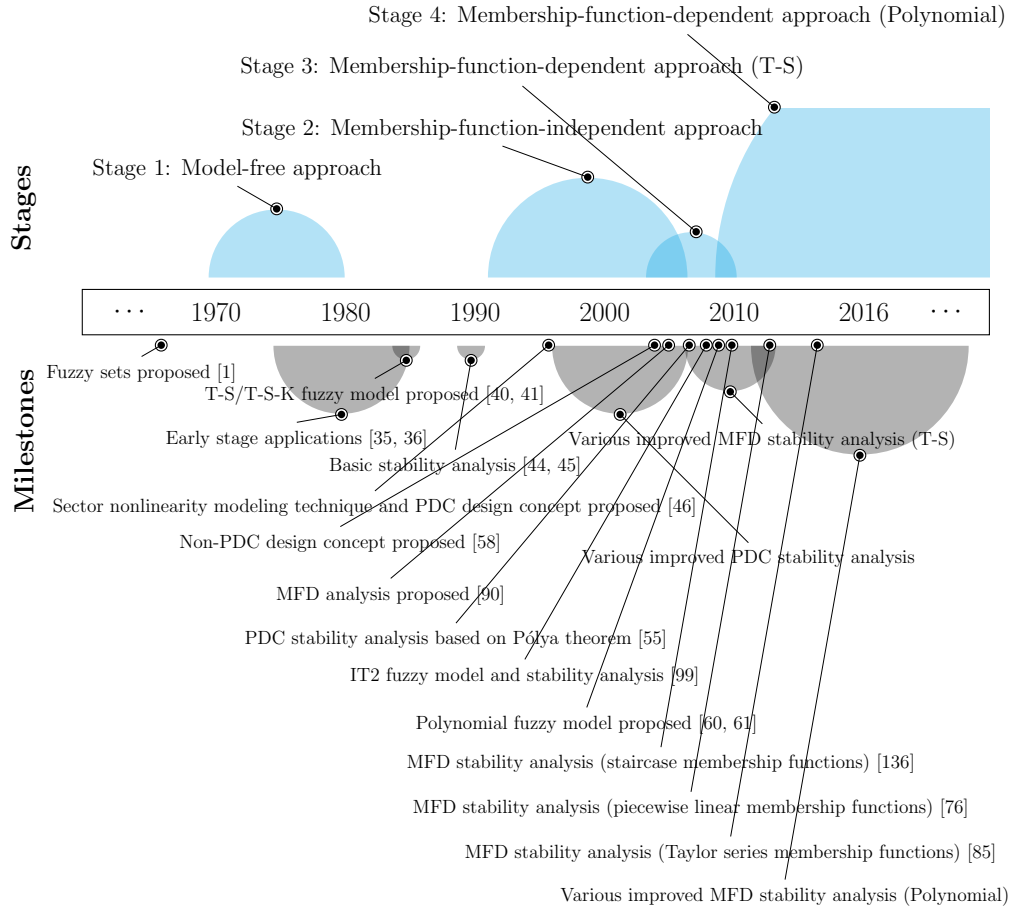 Stage 4: Membership-function-dependent approach (Polynomial)
Stage 3: Membership-function-dependent approach (T-S)
Stage 2: Membership-function-independent approach
Stage 1: Model-free approach
Stages
··· 1970 1980 1990 2000 2010 2016 ···
Milestones
Fuzzy sets proposed [1]
T-S/T-S-K fuzzy model proposed [40, 41]
Early stage applications [35, 36]
Various improved MFD stability analysis (T-S)
Basic stability analysis [44, 45]
Sector nonlinearity modeling technique and PDC design concept proposed [46]
Non-PDC design concept proposed [58]
Various improved PDC stability analysis
MFD analysis proposed [90]
PDC stability analysis based on Pólya theorem [55]
IT2 fuzzy model and stability analysis [99]
Polynomial fuzzy model proposed [60, 61]
MFD stability analysis (staircase membership functions) [136]
MFD stability analysis (piecewise linear membership functions) [76]
MFD stability analysis (Taylor series membership functions) [85]
Various improved MFD stability analysis (Polynomial)